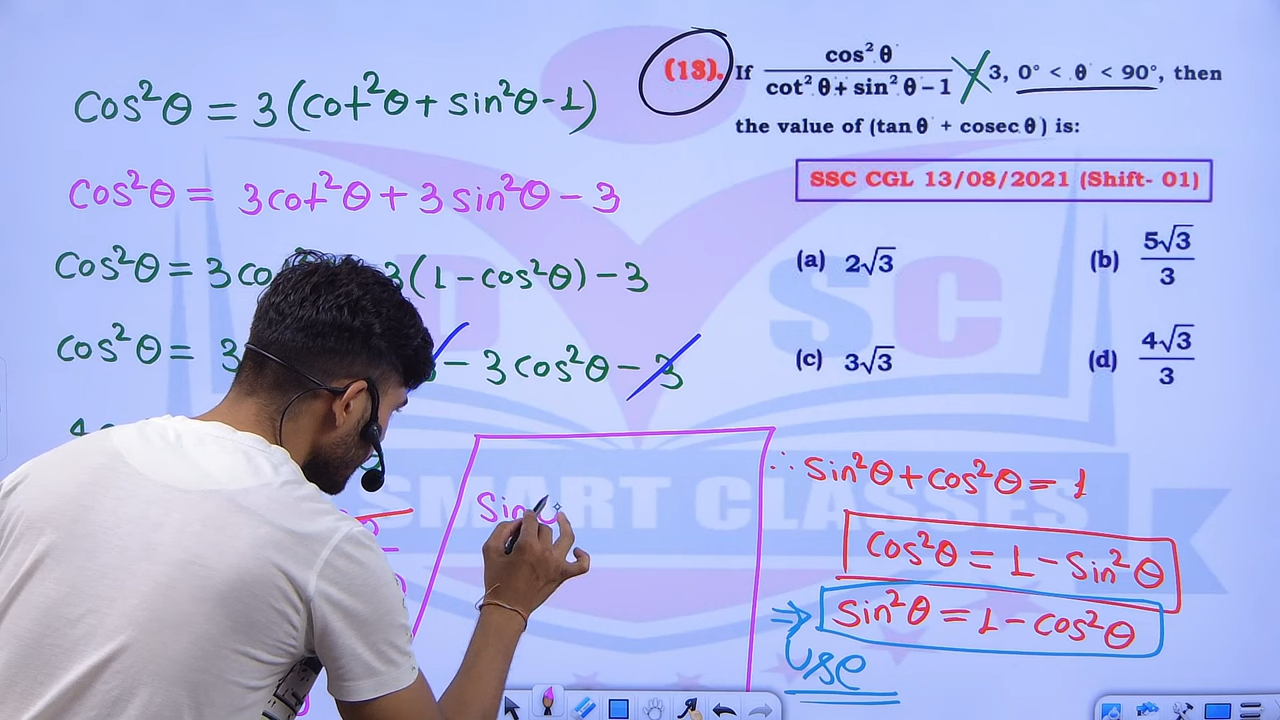 Cos²θ = 3(cot²θ + sin²θ - 1)
Cos²θ = 3cot²θ + 3sin²θ - 3
Cos²θ = 3co 3(1 - cos²θ) - 3
cos²θ = 3 - 3cos²θ - 3
sin
(13). If cos²θ / (cot²θ + sin²θ − 1) = 3, 0° < θ < 90°, then
the value of (tan θ + cosec θ) is:
SSC CGL 13/08/2021 (Shift- 01)
(a) 2√3
(b) 5√3/3
(c) 3√3
(d) 4√3/3
∴ sin²θ + cos²θ = 1
Cos²θ = 1 - sin²θ
⇒ sin²θ = 1 - cos²θ
Use
D SC
SMART CLASSES